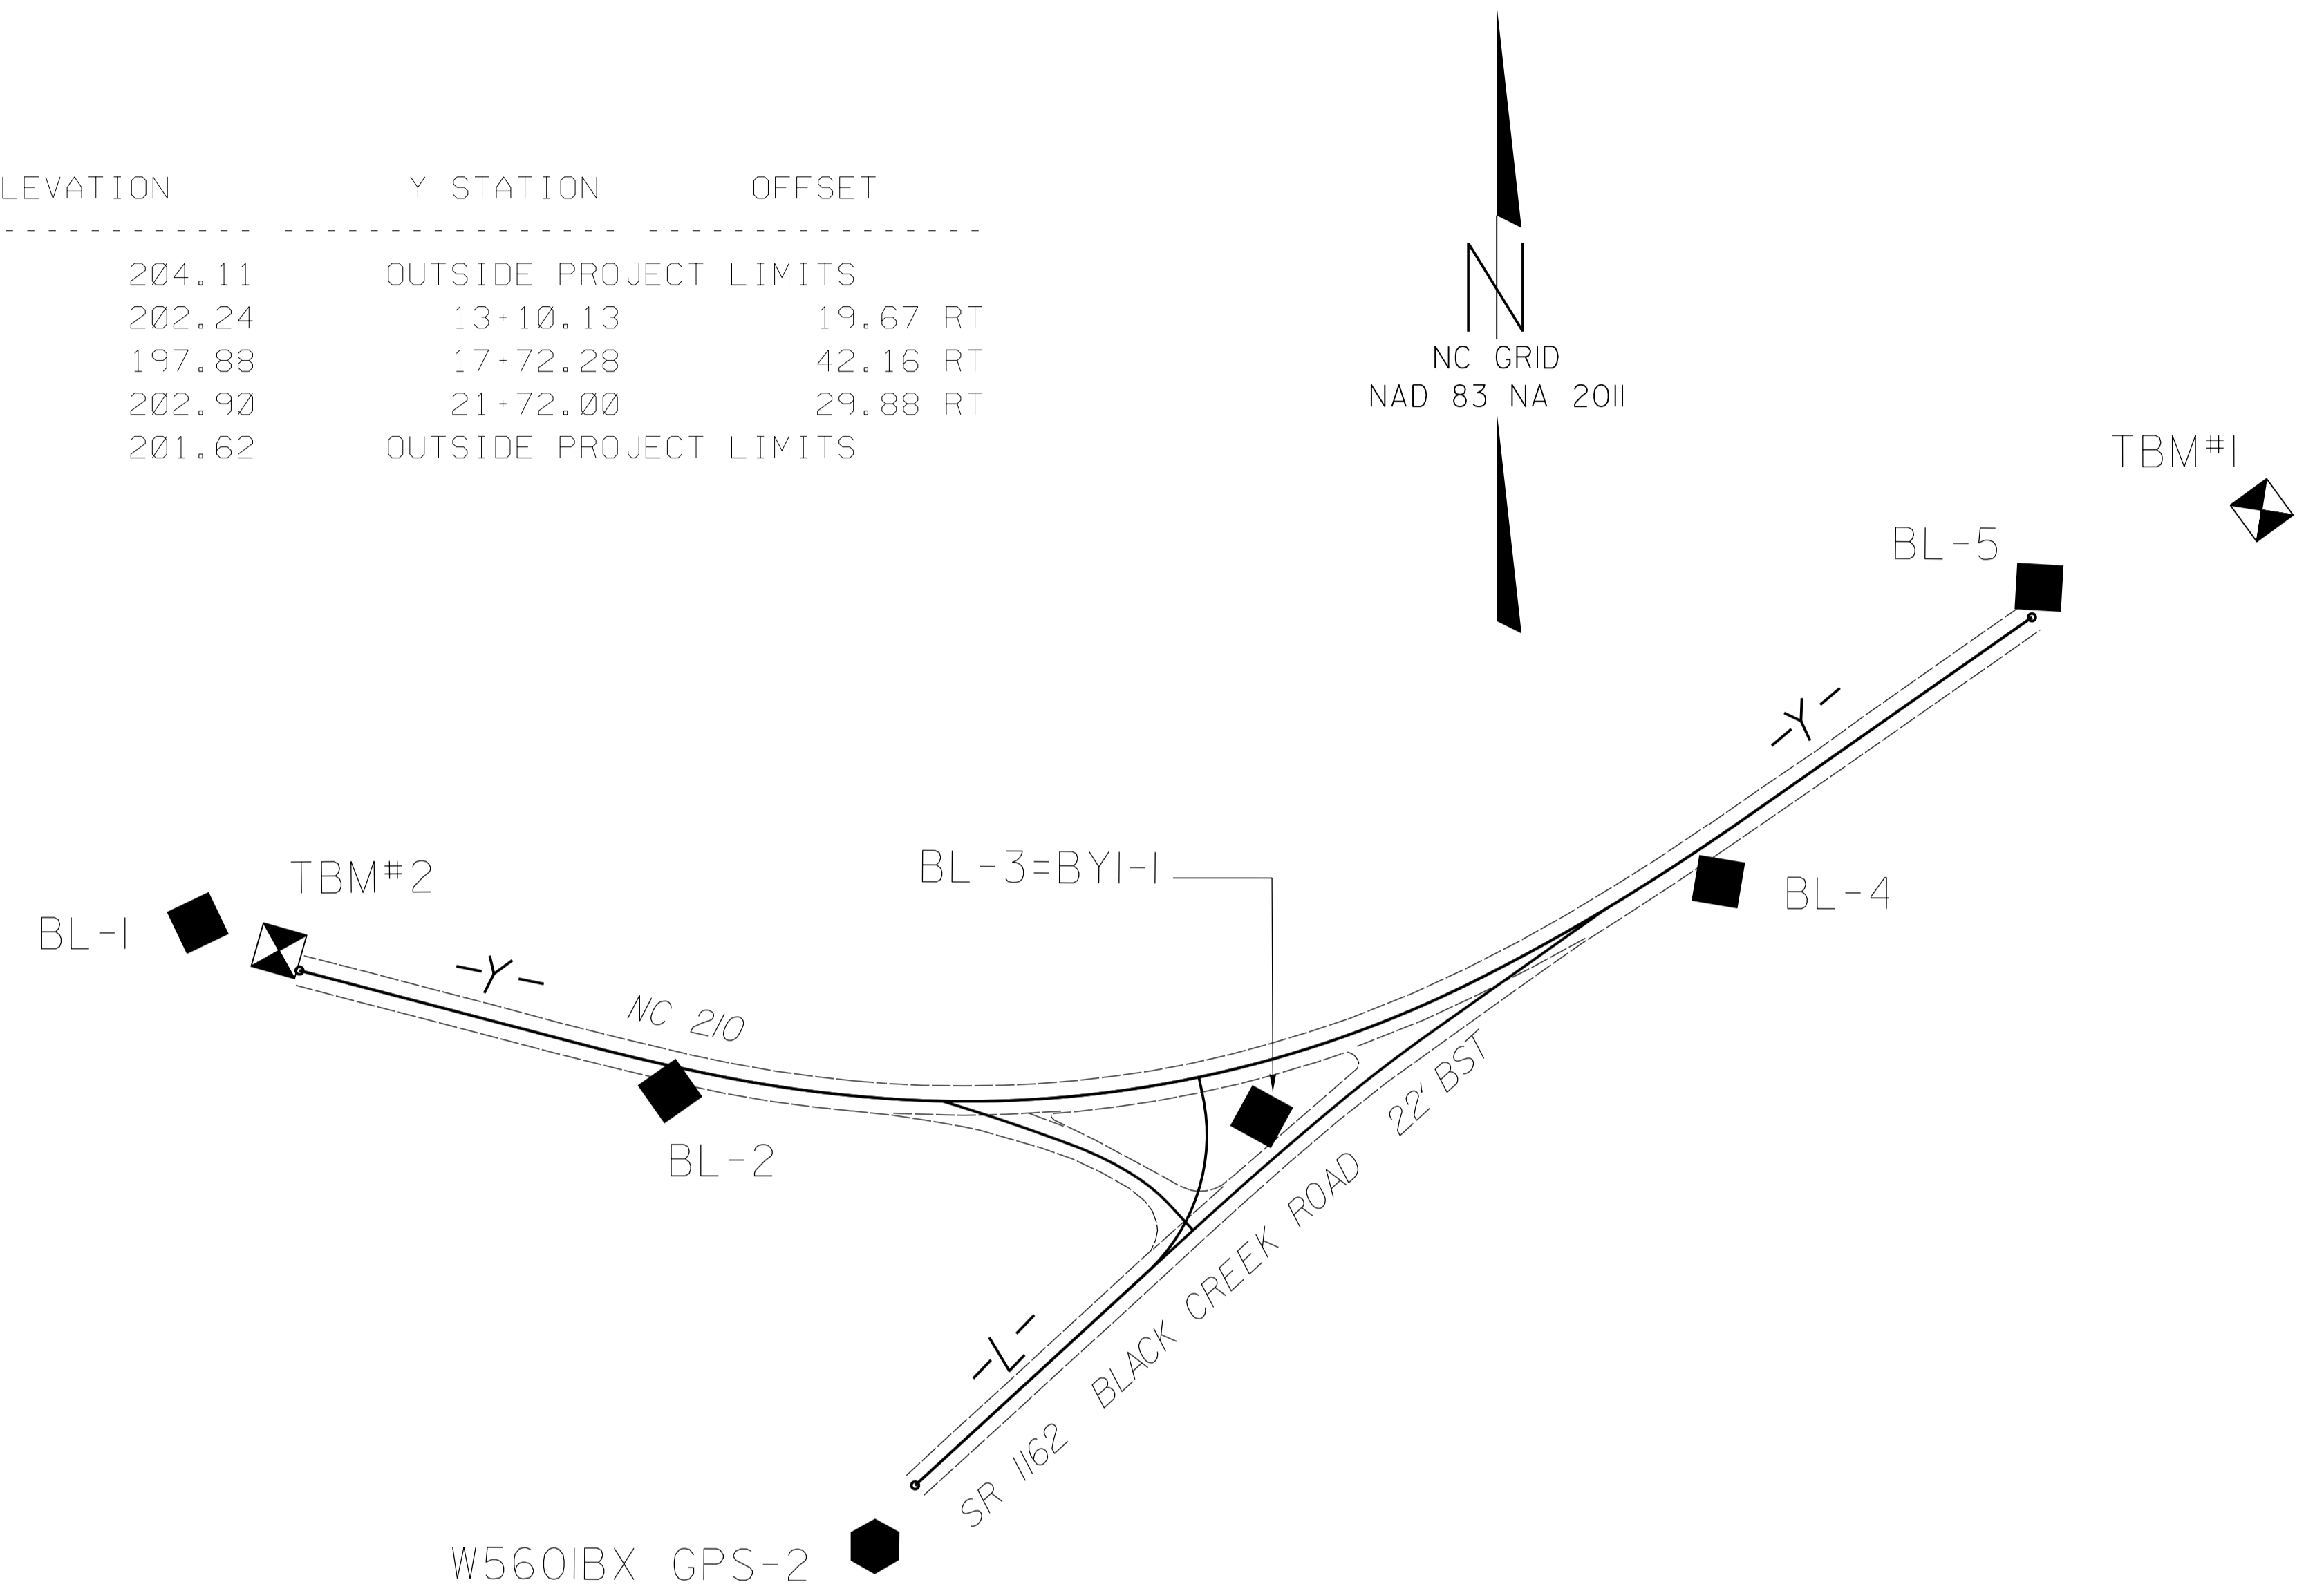 LEVATION Y STATION OFFSET
204.11 OUTSIDE PROJECT LIMITS
202.24 13+10.13 19.67 RT
197.88 17+72.28 42.16 RT
202.90 21+72.00 29.88 RT
201.62 OUTSIDE PROJECT LIMITS
N
NC GRID
NAD 83 NA 2011
TBM#1
BL-5
-Y-
BL-3=BY1-1
BL-4
TBM#2
BL-1
-Y-
NC 210
BL-2
SR 1162 BLACK CREEK ROAD 22' BST
-L-
W5601BX GPS-2